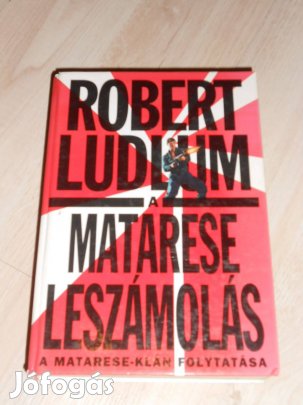 ROBERT
LUDLUM
A
MATARESE
LESZÁMOLÁS
A MATARESE-KLÁN FOLYTATÁSA
Jófogás